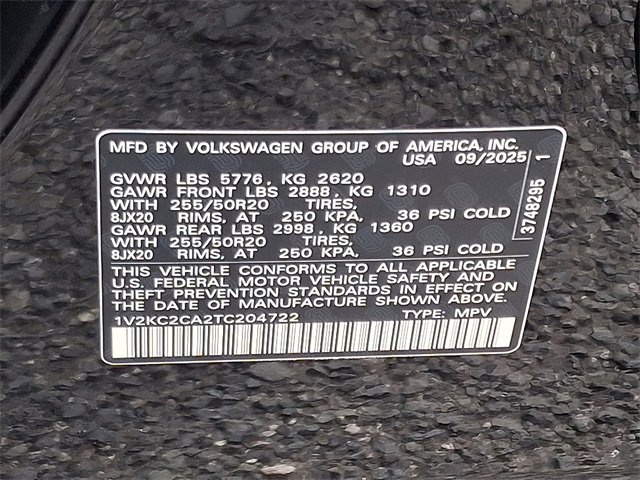 MFD BY VOLKSWAGEN GROUP OF AMERICA, INC.
USA 09/2025
GVWR LBS 5776, KG 2620
GAWR FRONT LBS 2888, KG 1310
WITH 255/50R20 TIRES,
8JX20 RIMS, AT 250 KPA, 36 PSI COLD
GAWR REAR LBS 2998, KG 1360
WITH 255/50R20 TIRES,
8JX20 RIMS, AT 250 KPA, 36 PSI COLD
THIS VEHICLE CONFORMS TO ALL APPLICABLE
U.S. FEDERAL MOTOR VEHICLE SAFETY AND
THEFT PREVENTION STANDARDS IN EFFECT ON
THE DATE OF MANUFACTURE SHOWN ABOVE.
1V2KC2CA2TC204722 TYPE: MPV
3748295 1